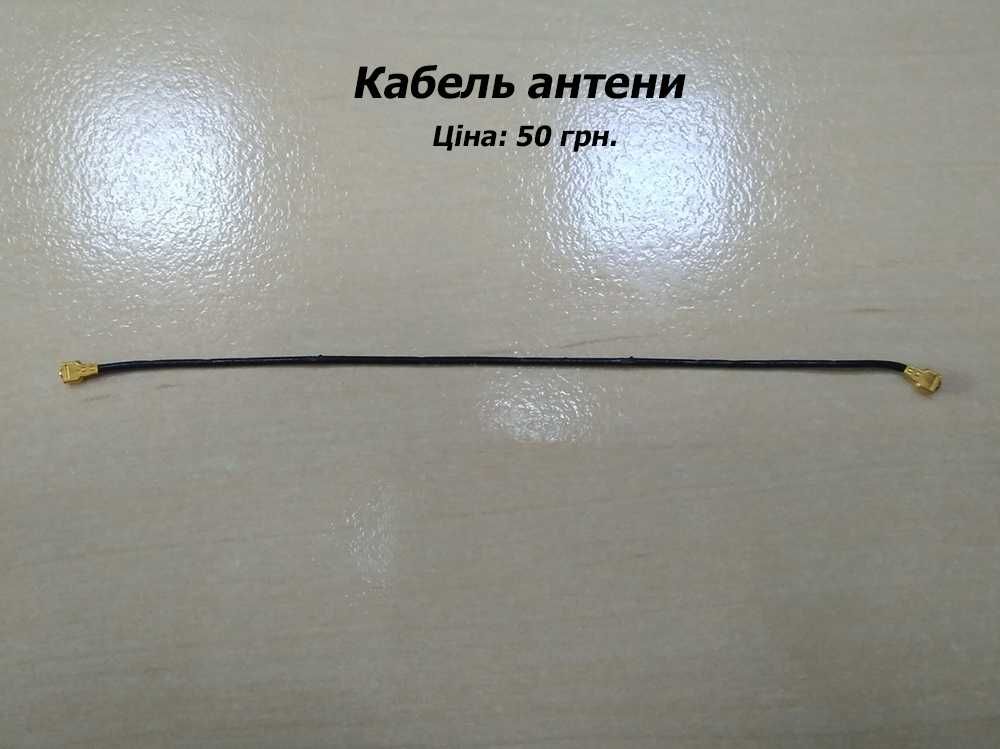 Кабель антени
Ціна: 50 грн.